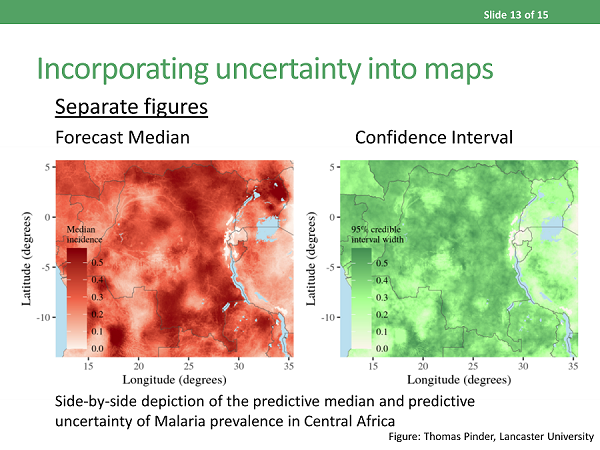 Slide 13 of 15
Incorporating uncertainty into maps
Separate figures
Forecast Median
Confidence Interval
5
0
-5
-10
Latitude (degrees)
Median
incidence
0.5
0.4
0.3
0.2
0.1
0.0
15 20 25 30 35
Longitude (degrees)
5
0
-5
-10
Latitude (degrees)
95% credible
interval width
0.5
0.4
0.3
0.2
0.1
0.0
15 20 25 30 35
Longitude (degrees)
Side-by-side depiction of the predictive median and predictive
uncertainty of Malaria prevalence in Central Africa
Figure: Thomas Pinder, Lancaster University